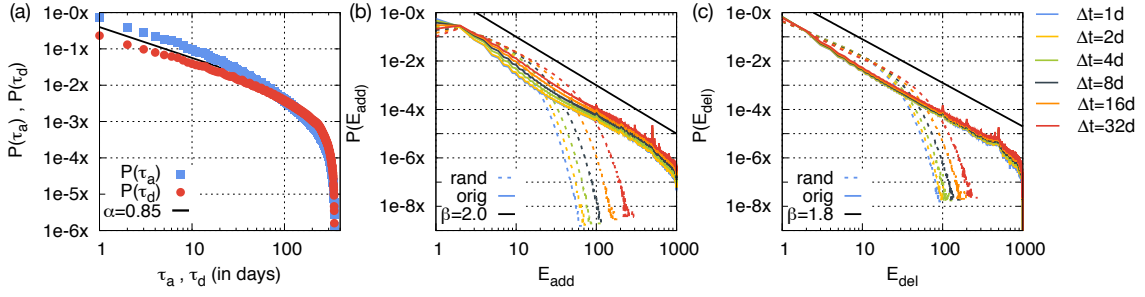 (a)
P(τa) , P(τd)
1e-0x
1e-1x
1e-2x
1e-3x
1e-4x
1e-5x
1e-6x
P(τa)
P(τd)
α=0.85
1 10 100
τa , τd (in days)
(b)
P(Eadd)
1e-0x
1e-2x
1e-4x
1e-6x
1e-8x
rand
orig
β=2.0
1 10 100 1000
Eadd
(c)
P(Edel)
1e-0x
1e-2x
1e-4x
1e-6x
1e-8x
rand
orig
β=1.8
1 10 100 1000
Edel
Δt=1d
Δt=2d
Δt=4d
Δt=8d
Δt=16d
Δt=32d